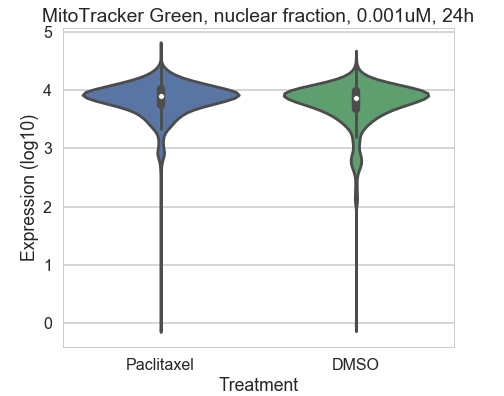 MitoTracker Green, nuclear fraction, 0.001uM, 24h
5
4
3
2
1
0
Expression (log10)
Paclitaxel DMSO
Treatment